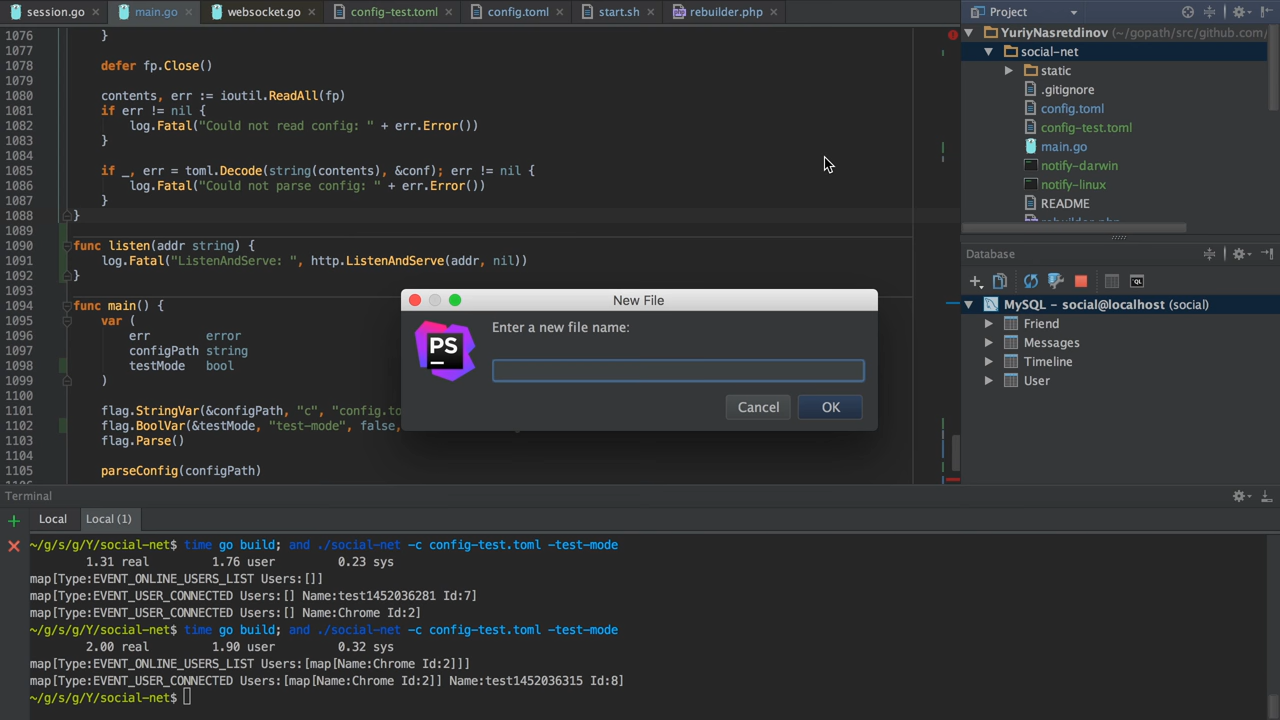 session.go × main.go × websocket.go × config-test.toml × config.toml × start.sh × rebuilder.php ×
1076 }
1077
1078 defer fp.Close()
1079
1080 contents, err := ioutil.ReadAll(fp)
1081 if err != nil {
1082 log.Fatal("Could not read config: " + err.Error())
1083 }
1084
1085 if _, err = toml.Decode(string(contents), &conf); err != nil {
1086 log.Fatal("Could not parse config: " + err.Error())
1087 }
1088 }
1089
1090 func listen(addr string) {
1091 log.Fatal("ListenAndServe: ", http.ListenAndServe(addr, nil))
1092 }
1093
1094 func main() {
1095 var (
1096 err error
1097 configPath string
1098 testMode bool
1099 )
1100
1101 flag.StringVar(&configPath, "c", "config.to
1102 flag.BoolVar(&testMode, "test-mode", false,
1103 flag.Parse()
1104
1105 parseConfig(configPath)
New File
PS
Enter a new file name:
Cancel OK
Project
YuriyNasretdinov (~/gopath/src/github.com/
social-net
static
.gitignore
config.toml
config-test.toml
main.go
notify-darwin
notify-linux
README
Database
QL
MySQL - social@localhost (social)
Friend
Messages
Timeline
User
Terminal
Local Local (1)
~/g/s/g/Y/social-net$ time go build; and ./social-net -c config-test.toml -test-mode
1.31 real 1.76 user 0.23 sys
map[Type:EVENT_ONLINE_USERS_LIST Users:[]]
map[Type:EVENT_USER_CONNECTED Users:[] Name:test1452036281 Id:7]
map[Type:EVENT_USER_CONNECTED Users:[] Name:Chrome Id:2]
~/g/s/g/Y/social-net$ time go build; and ./social-net -c config-test.toml -test-mode
2.00 real 1.90 user 0.32 sys
map[Type:EVENT_ONLINE_USERS_LIST Users:[map[Name:Chrome Id:2]]]
map[Type:EVENT_USER_CONNECTED Users:[map[Name:Chrome Id:2]] Name:test1452036315 Id:8]
~/g/s/g/Y/social-net$